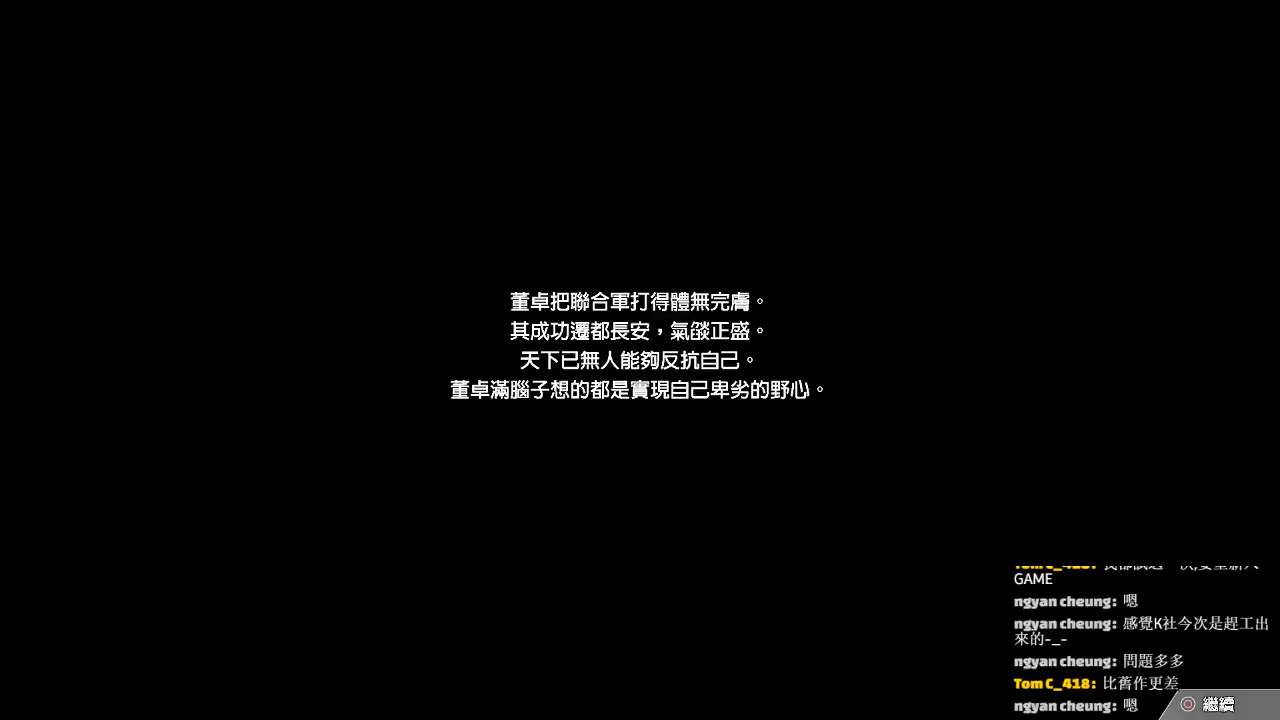 董卓把聯合軍打得體無完膚。
其成功遷都長安，氣燄正盛。
天下已無人能夠反抗自己。
董卓滿腦子想的都是實現自己卑劣的野心。
GAME
ngyan cheung: 嗯
ngyan cheung: 感覺K社今次是趕工出
來的-_-
ngyan cheung: 問題多多
Tom C_418: 比舊作更差
ngyan cheung: 嗯
繼續